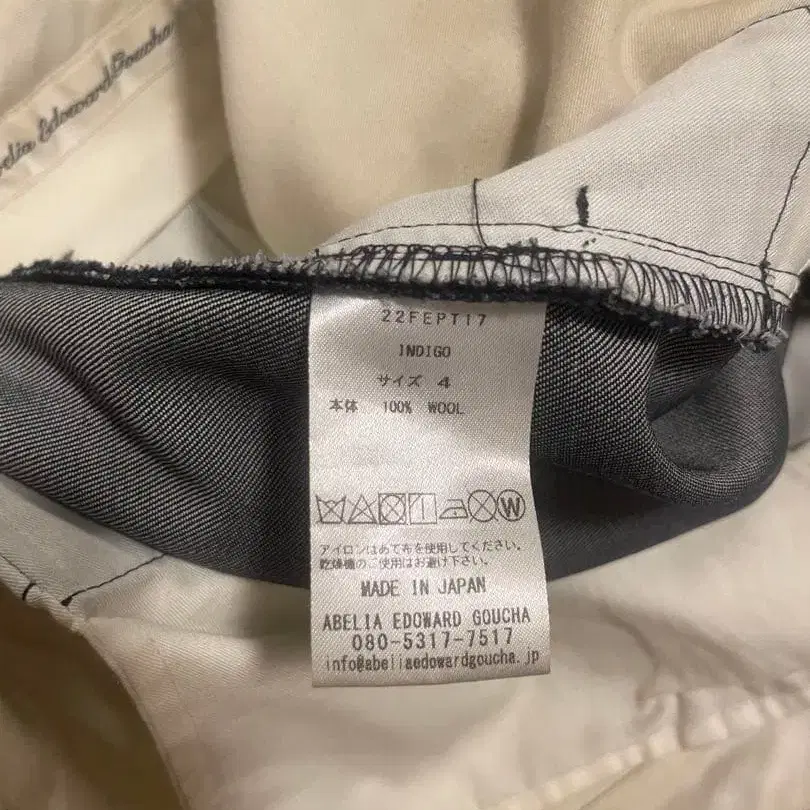 Abelia Edoward Goucha
22FEPT17
INDIGO
サイズ 4
本体 100% WOOL
W
アイロンはあて布を使用してください。
乾燥機のご使用はお避け下さい。
MADE IN JAPAN
ABELIA EDOWARD GOUCHA
080-5317-7517
info@abeliaedowardgoucha.jp